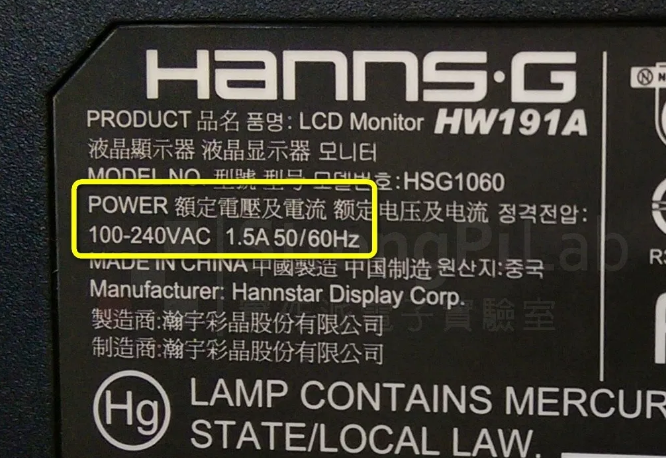 HANNS·G
PRODUCT 品名 품명: LCD Monitor HW191A
液晶顯示器 液晶显示器 모니터
MODEL NO. 型號 型号 모델번호:HSG1060
POWER 額定電壓及電流 额定电压及电流 정격전압:
100-240VAC 1.5A 50/60Hz
MADE IN CHINA 中國製造 中国制造 원산지:중국
Manufacturer: Hannstar Display Corp.
製造商:瀚宇彩晶股份有限公司
制造商:瀚宇彩晶股份有限公司
Hg
LAMP CONTAINS MERCUR
STATE/LOCAL LAW.